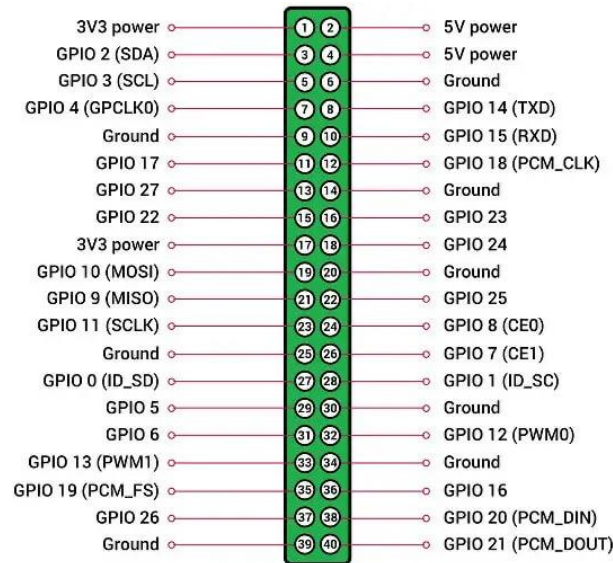 3V3 power 1 2 5V power
GPIO 2 (SDA) 3 4 5V power
GPIO 3 (SCL) 5 6 Ground
GPIO 4 (GPCLK0) 7 8 GPIO 14 (TXD)
Ground 9 10 GPIO 15 (RXD)
GPIO 17 11 12 GPIO 18 (PCM_CLK)
GPIO 27 13 14 Ground
GPIO 22 15 16 GPIO 23
3V3 power 17 18 GPIO 24
GPIO 10 (MOSI) 19 20 Ground
GPIO 9 (MISO) 21 22 GPIO 25
GPIO 11 (SCLK) 23 24 GPIO 8 (CE0)
Ground 25 26 GPIO 7 (CE1)
GPIO 0 (ID_SD) 27 28 GPIO 1 (ID_SC)
GPIO 5 29 30 Ground
GPIO 6 31 32 GPIO 12 (PWM0)
GPIO 13 (PWM1) 33 34 Ground
GPIO 19 (PCM_FS) 35 36 GPIO 16
GPIO 26 37 38 GPIO 20 (PCM_DIN)
Ground 39 40 GPIO 21 (PCM_DOUT)